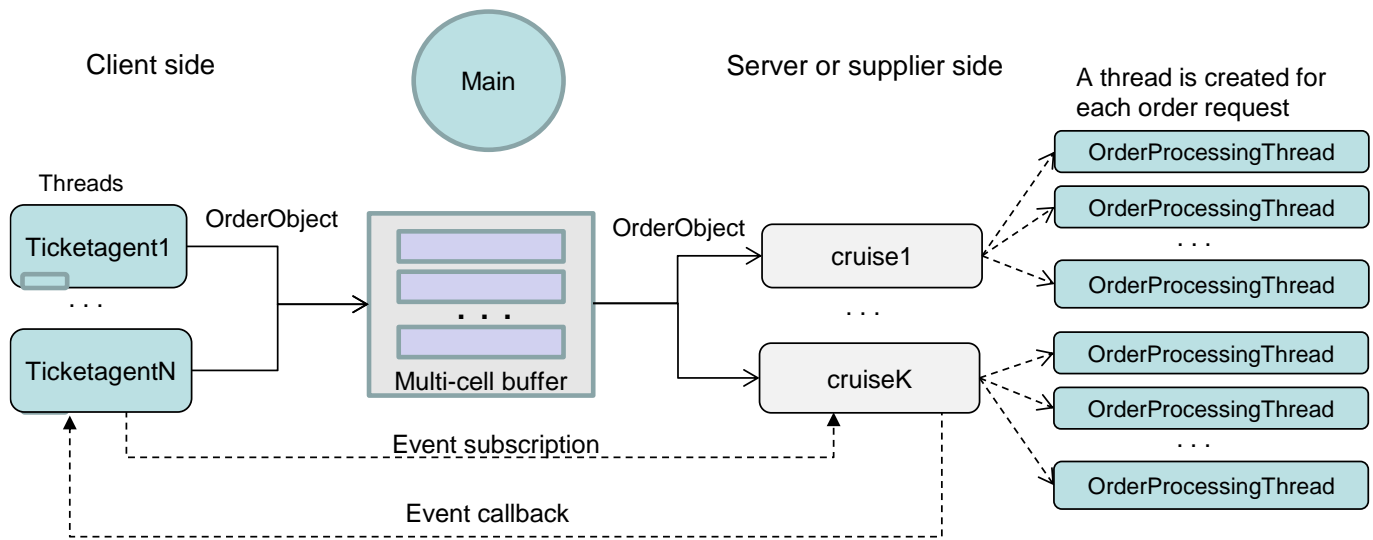 Client side
Main
Server or supplier side
A thread is created for
each order request
Threads
Ticketagent1
. . .
TicketagentN
OrderObject
. . .
Multi-cell buffer
OrderObject
cruise1
. . .
cruiseK
OrderProcessingThread
OrderProcessingThread
. . .
OrderProcessingThread
OrderProcessingThread
OrderProcessingThread
. . .
OrderProcessingThread
Event subscription
Event callback